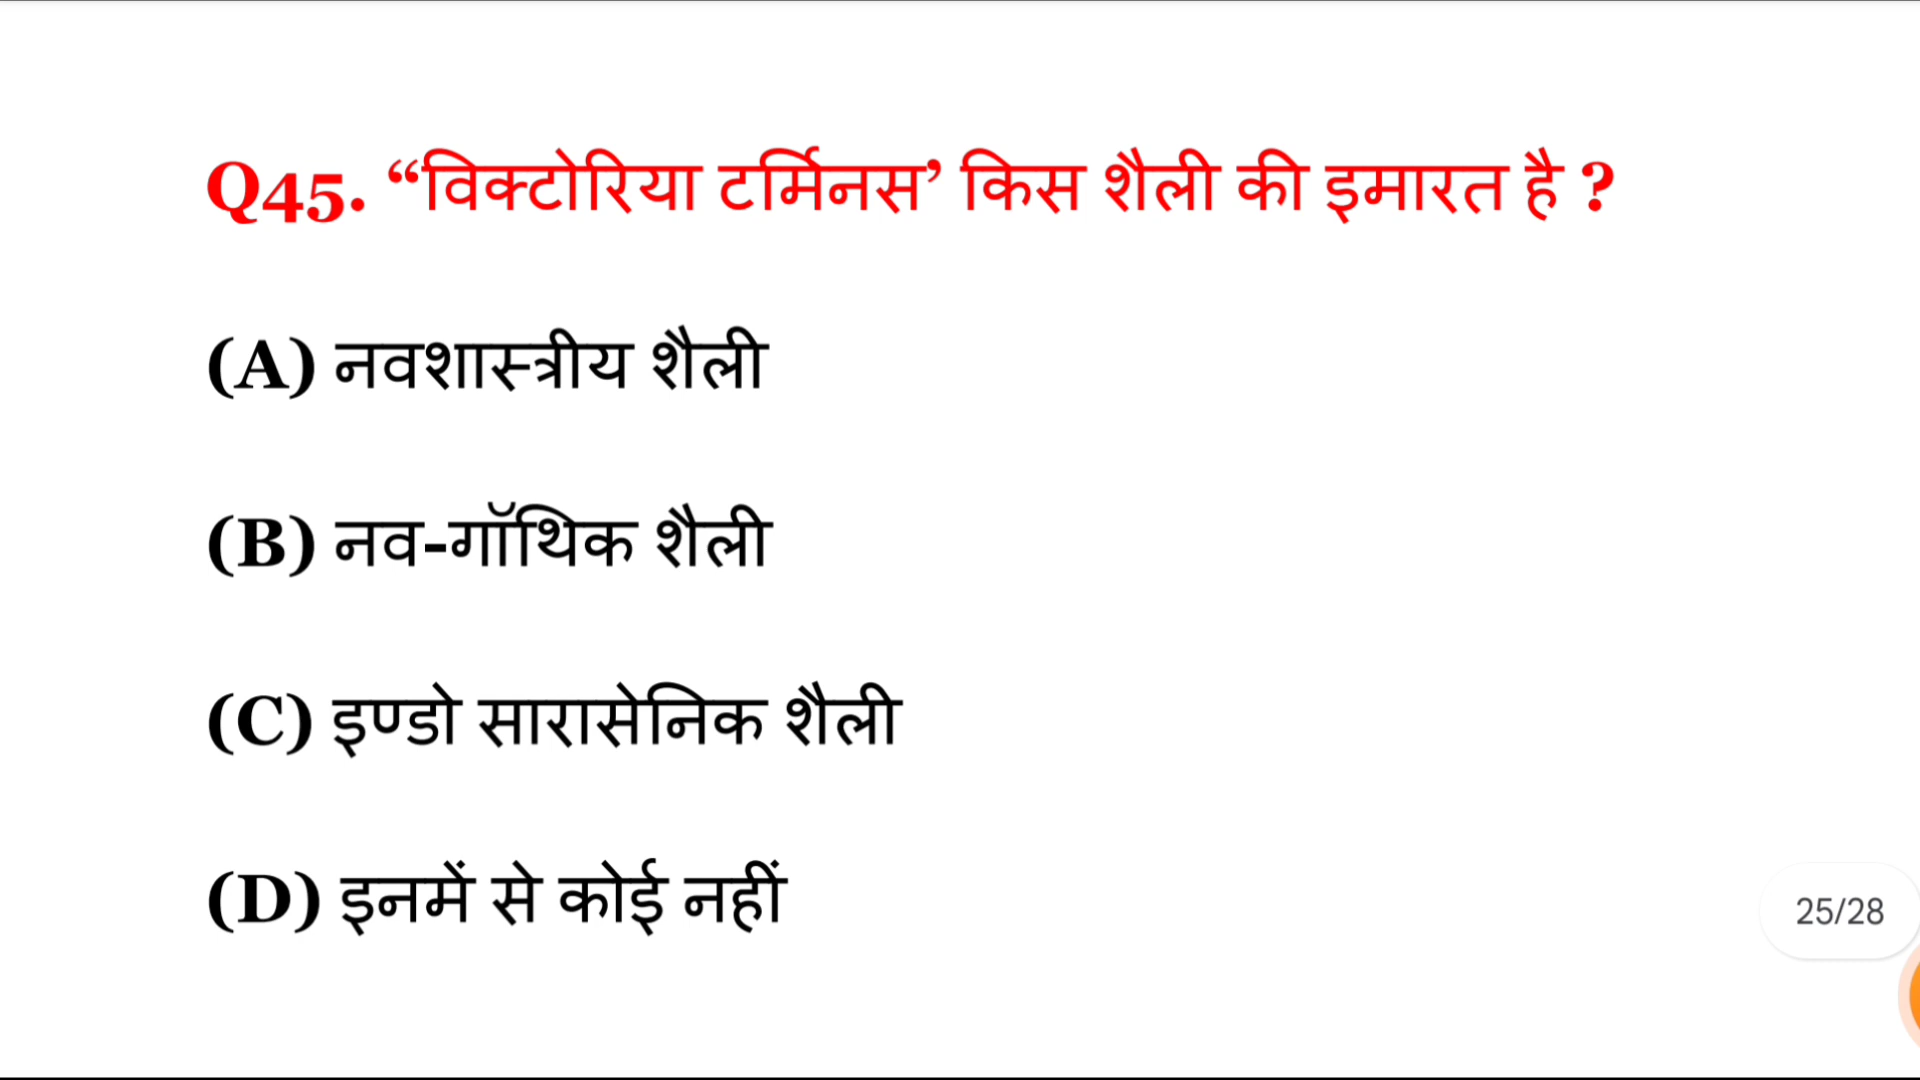 Q45. “विक्टोरिया टर्मिनस’ किस शैली की इमारत है ?
(A) नवशास्त्रीय शैली
(B) नव-गॉथिक शैली
(C) इण्डो सारासेनिक शैली
(D) इनमें से कोई नहीं
25/28